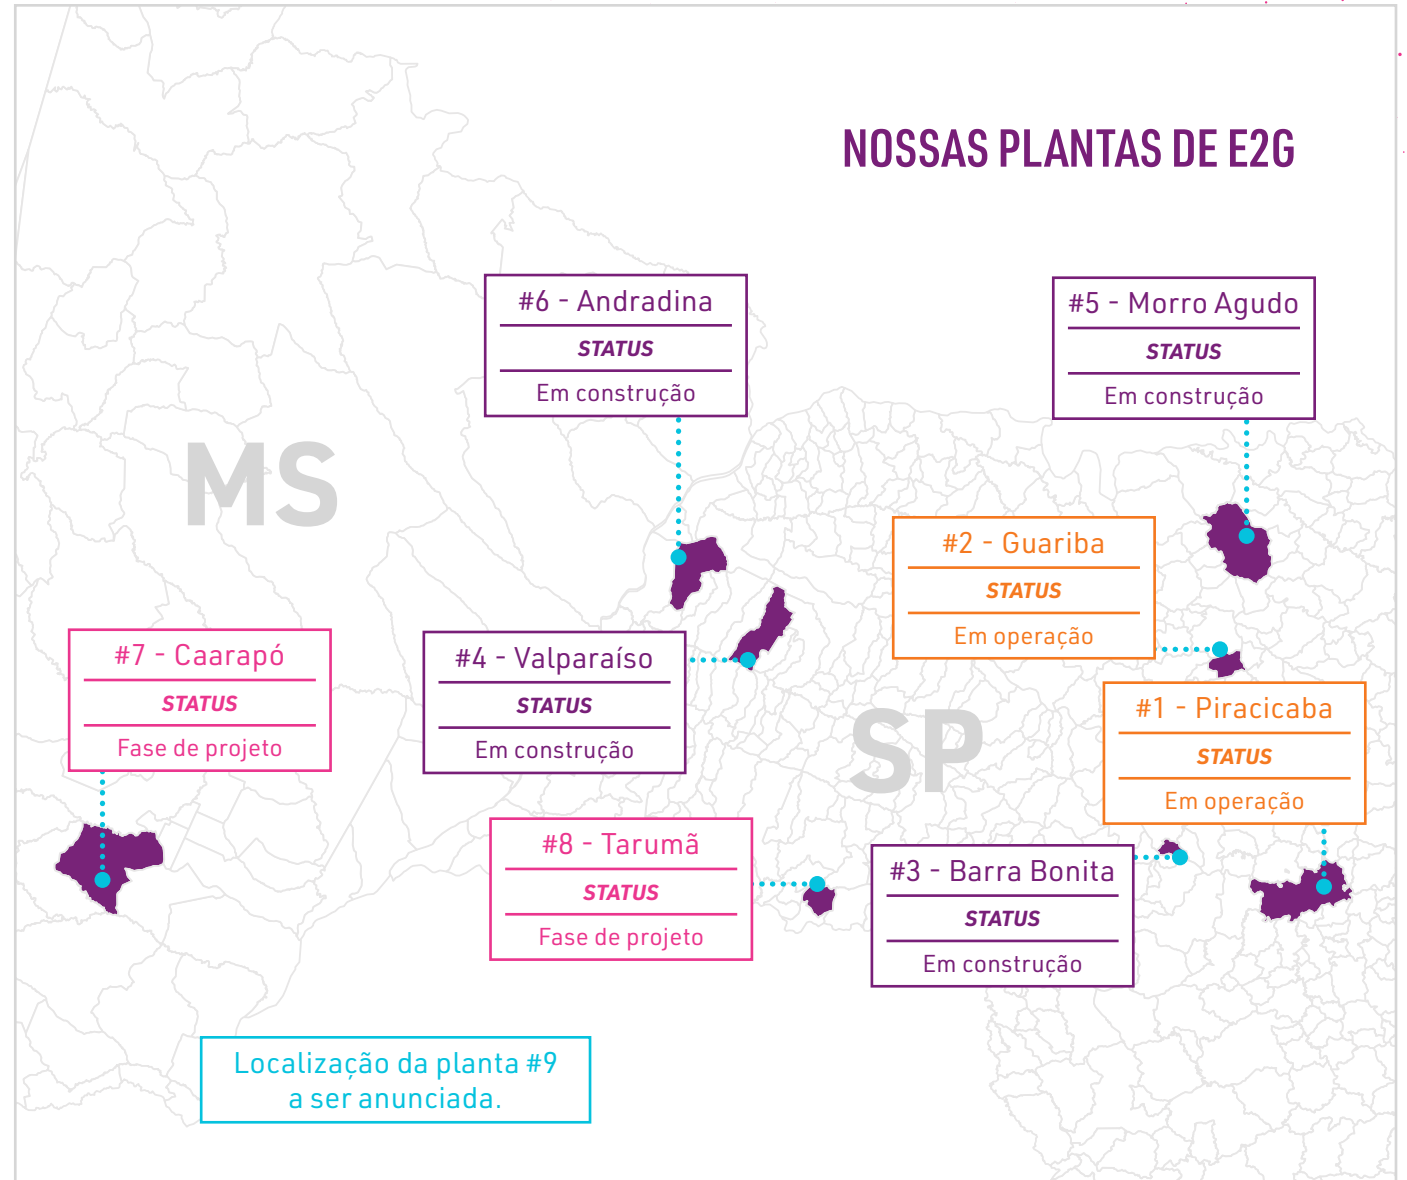 NOSSAS PLANTAS DE E2G
#6 - Andradina
STATUS
Em construção
#5 - Morro Agudo
STATUS
Em construção
MS
#2 - Guariba
STATUS
Em operação
#7 - Caarapó
STATUS
Fase de projeto
#4 - Valparaíso
STATUS
Em construção
SP
#1 - Piracicaba
STATUS
Em operação
#8 - Tarumã
STATUS
Fase de projeto
#3 - Barra Bonita
STATUS
Em construção
Localização da planta #9
a ser anunciada.